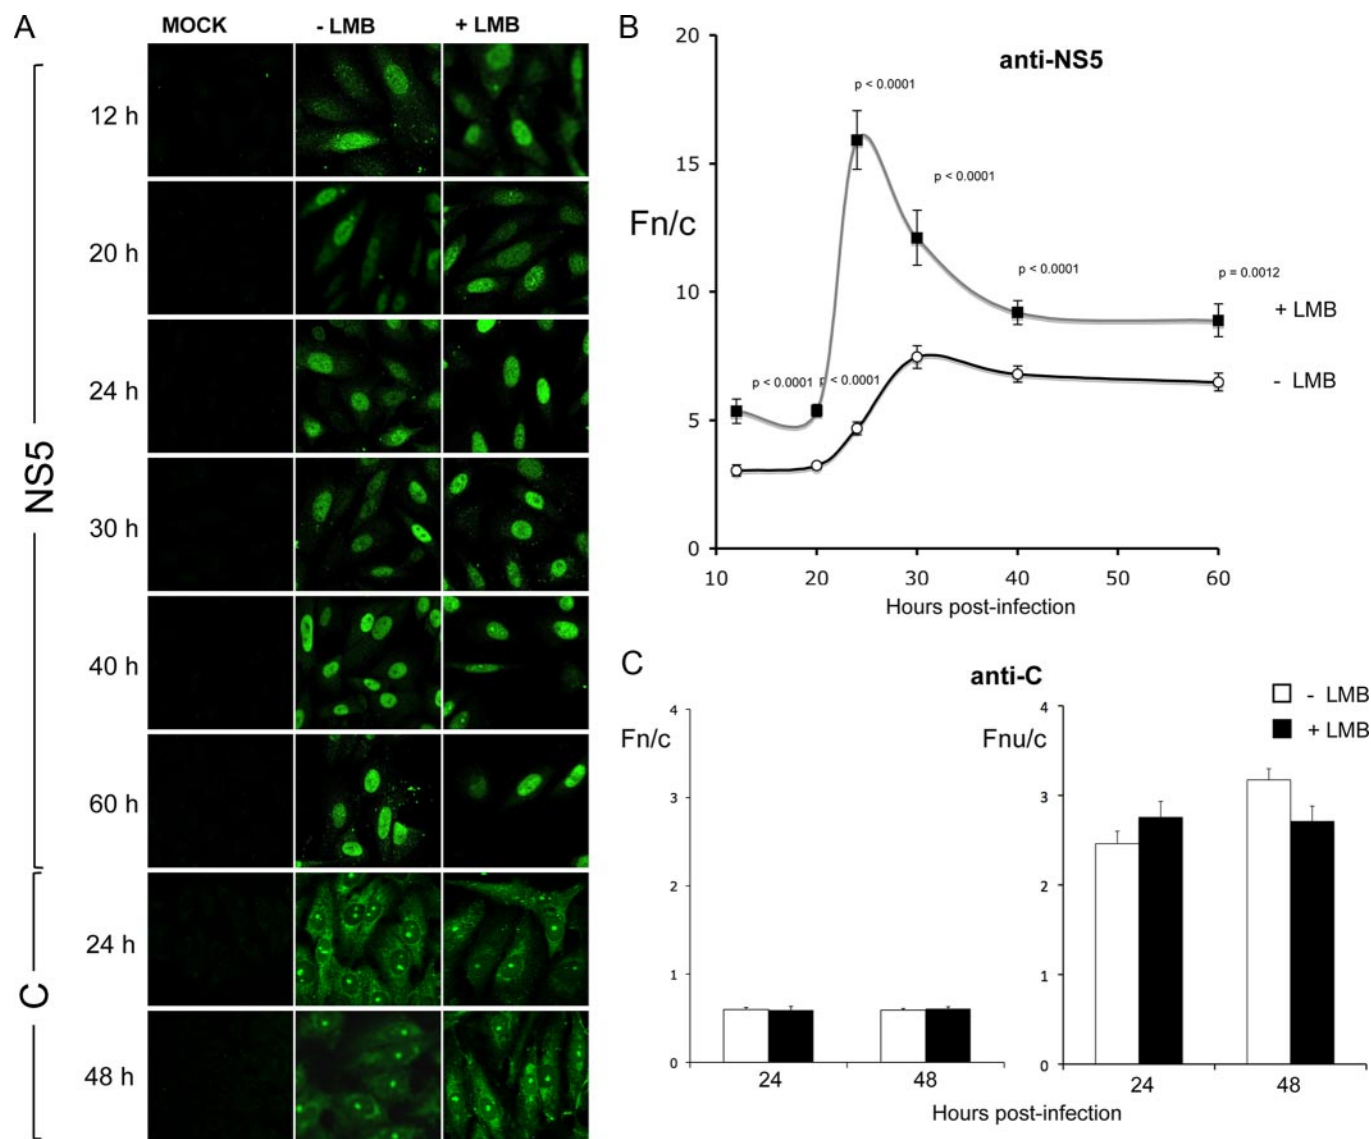 A
MOCK - LMB + LMB
NS5
12 h
20 h
24 h
30 h
40 h
60 h
C
24 h
48 h
B
anti-NS5
Fn/c
20
15
10
5
0
p < 0.0001
p < 0.0001
p < 0.0001
p = 0.0012
p < 0.0001 p < 0.0001
+ LMB
- LMB
10 20 30 40 50 60
Hours post-infection
C
anti-C
- LMB
+ LMB
Fn/c
4
3
2
1
0
24 48
Fnu/c
4
3
2
1
0
24 48
Hours post-infection